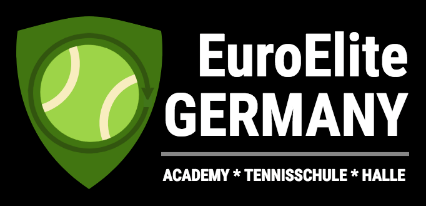 EuroElite
GERMANY
ACADEMY * TENNISSCHULE * HALLE